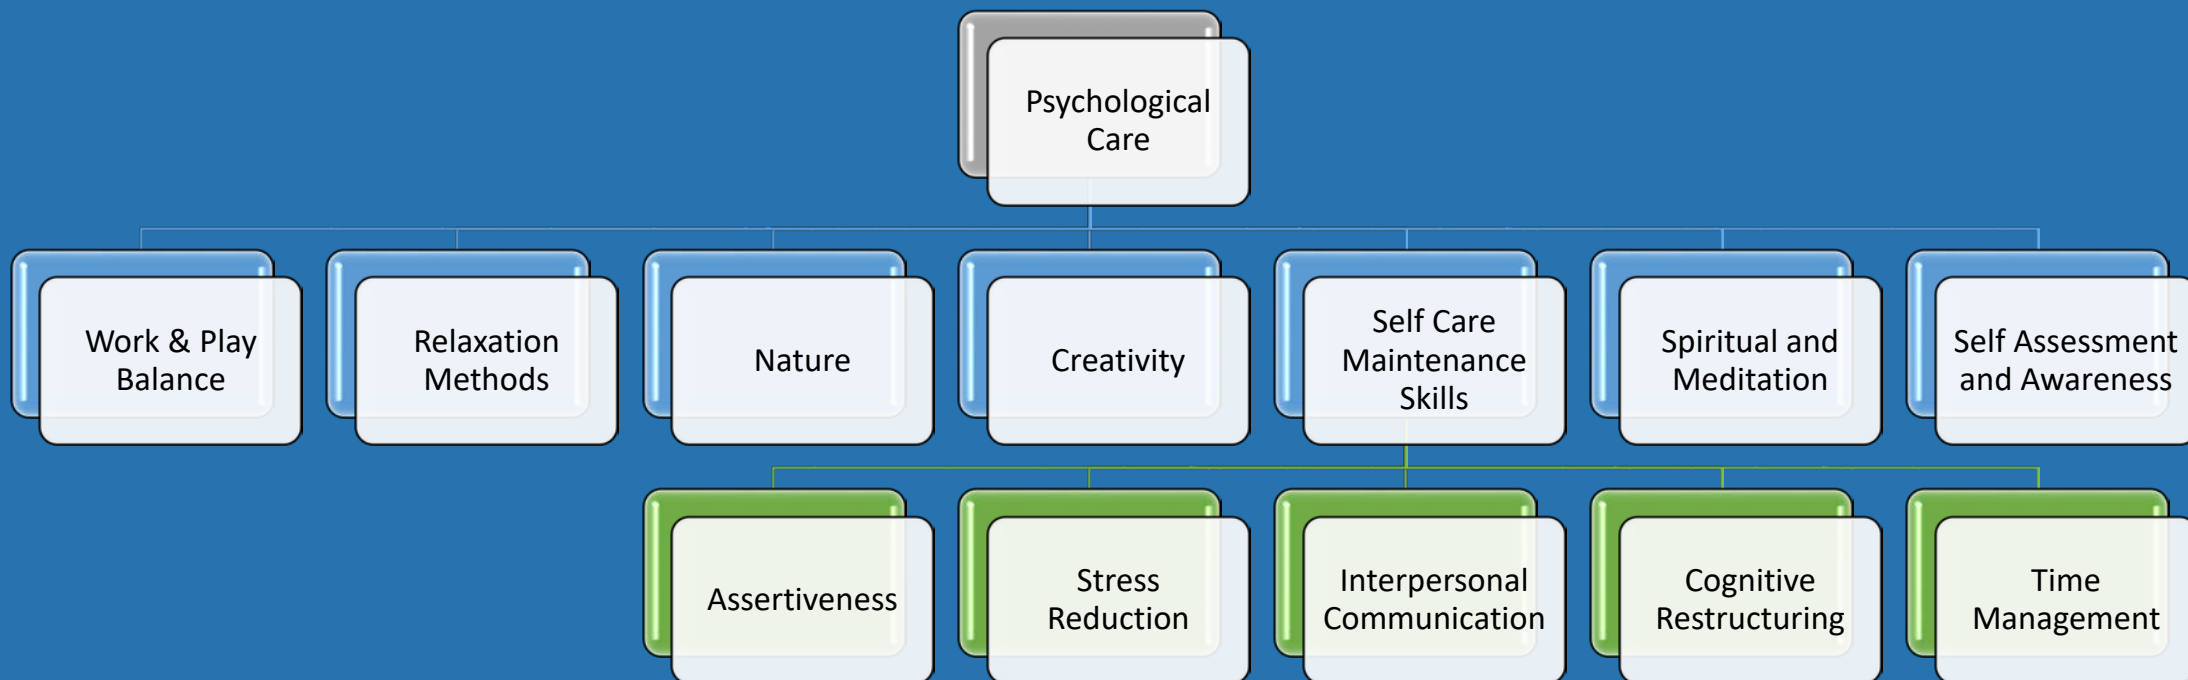 Psychological
Care
Work & Play
Balance
Relaxation
Methods
Nature
Creativity
Self Care
Maintenance
Skills
Spiritual and
Meditation
Self Assessment
and Awareness
Assertiveness
Stress
Reduction
Interpersonal
Communication
Cognitive
Restructuring
Time
Management